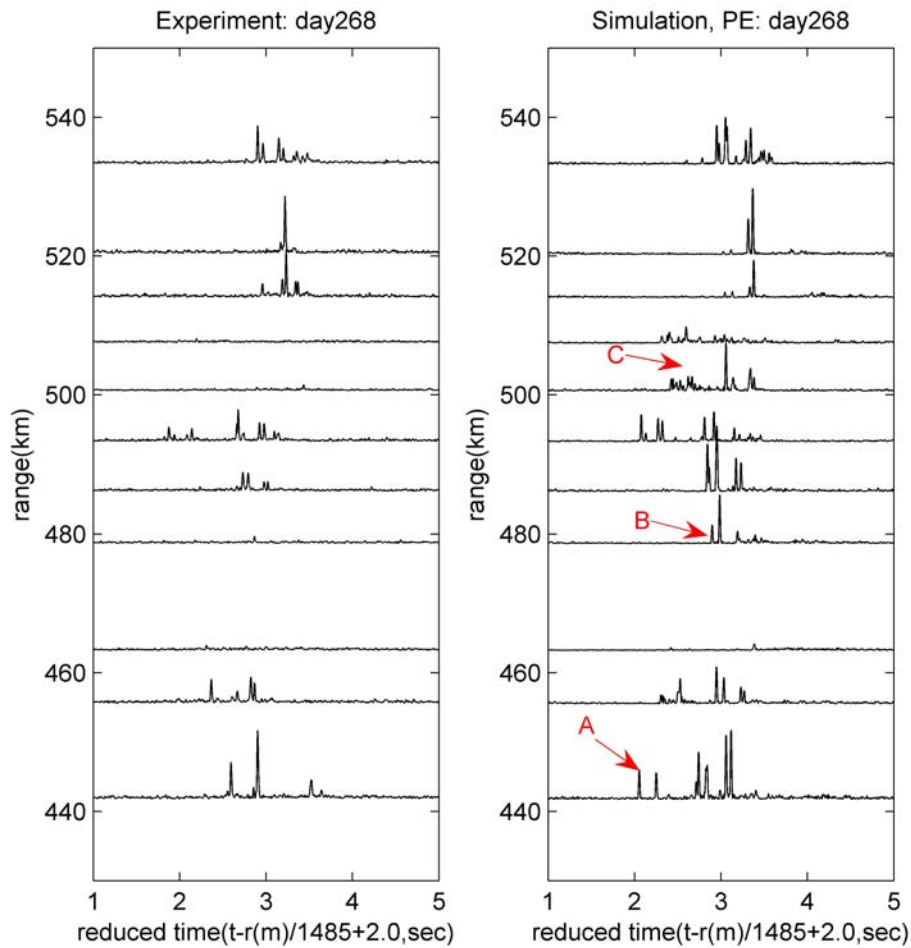 Experiment: day268
540
520
500
480
460
440
range(km)
1 2 3 4 5
reduced time(t-r(m)/1485+2.0,sec)
Simulation, PE: day268
540
520
500
480
460
440
range(km)
C
B
A
1 2 3 4 5
reduced time(t-r(m)/1485+2.0,sec)